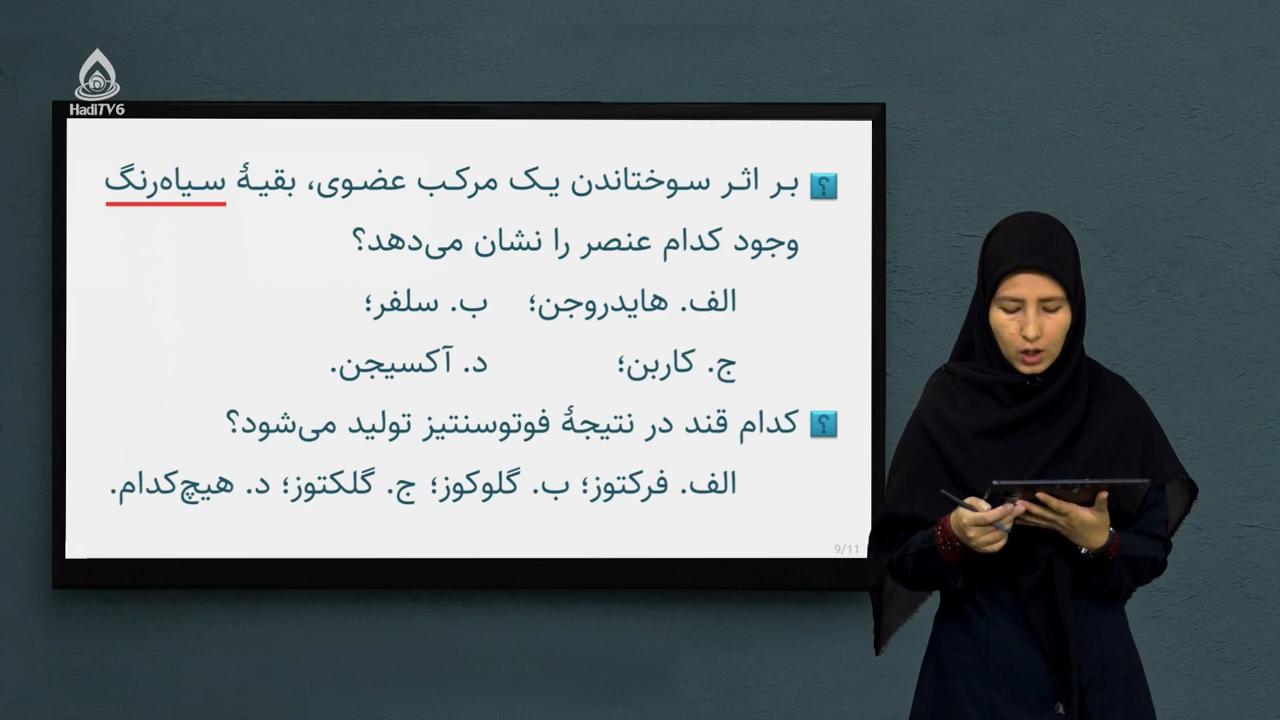 HadiTV6
بر اثر سوختاندن یک مرکب عضوی، بقیهٔ سیاه‌رنگ
وجود کدام عنصر را نشان می‌دهد؟
الف. هایدروجن؛ ب. سلفر؛
ج. کاربن؛ د. آکسیجن.
کدام قند در نتیجهٔ فوتوسنتیز تولید می‌شود؟
الف. فرکتوز؛ ب. گلوکوز؛ ج. گلکتوز؛ د. هیچ‌کدام.
9/11